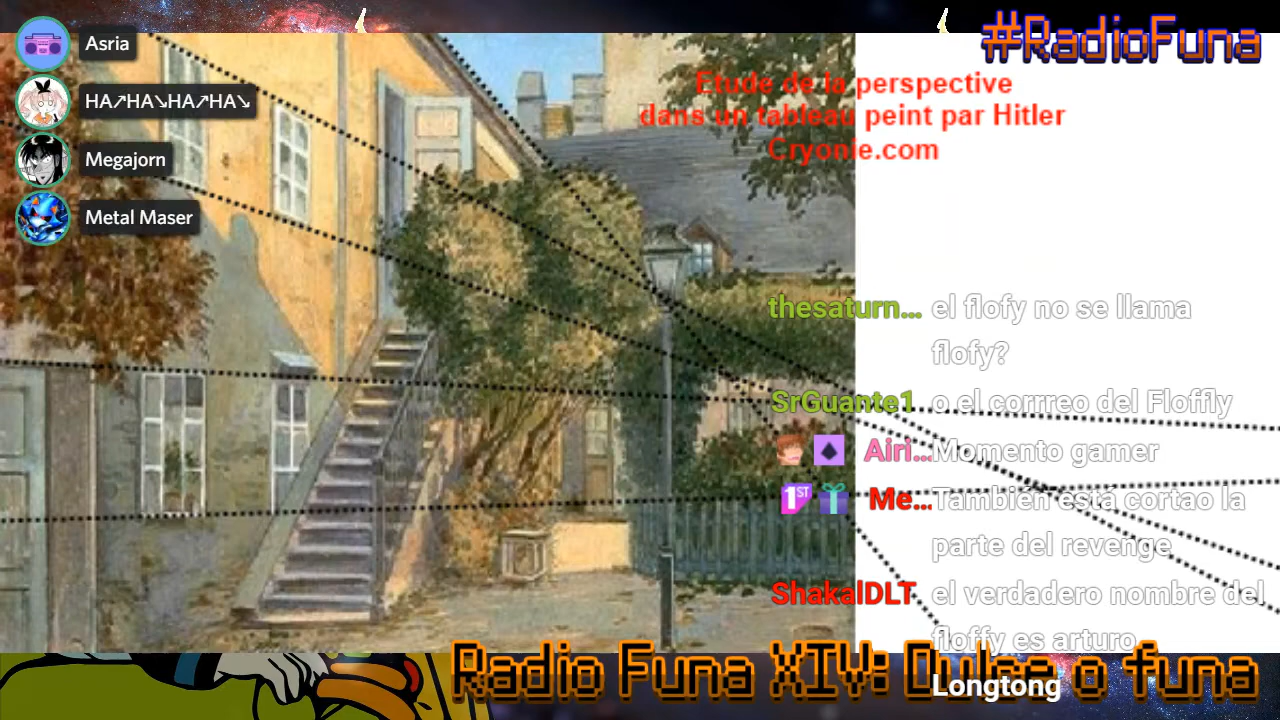 Asria
#RadioFuna
HA↗HA↘HA↗HA↘
Etude de la perspective
dans un tableau peint par Hitler
Cryonie.com
Megajorn
Metal Maser
thesaturn... el flofy no se llama
flofy?
SrGuante1 o el corrreo del Floffly
Airi... Momento gamer
1ST Me... También está cortao la
parte del revenge
ShakalDLT el verdadero nombre del
floffy es arturo
Radio Funa XIV: Dulce o funa
Longtong